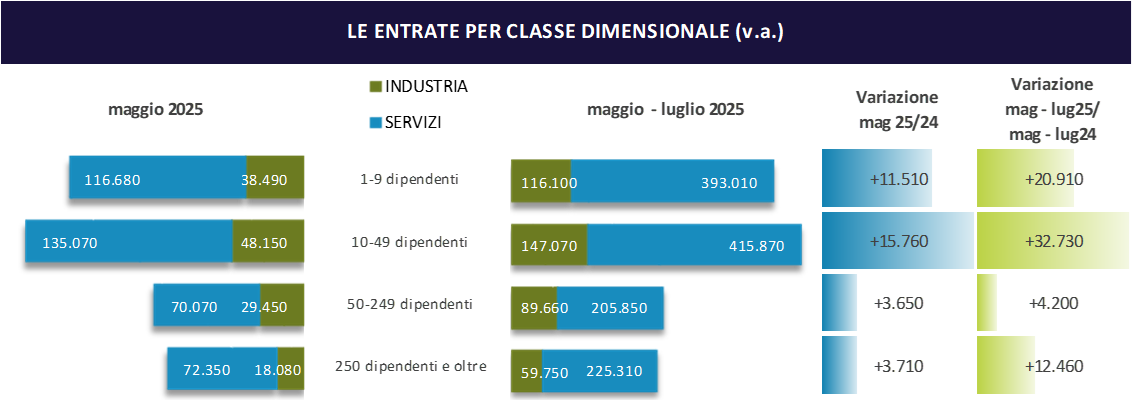 LE ENTRATE PER CLASSE DIMENSIONALE (v.a.)
INDUSTRIA
SERVIZI
maggio 2025
maggio - luglio 2025
Variazione
mag 25/24
Variazione
mag - lug25/
mag - lug24
116.680 38.490 1-9 dipendenti 116.100 393.010 +11.510 +20.910
135.070 48.150 10-49 dipendenti 147.070 415.870 +15.760 +32.730
70.070 29.450 50-249 dipendenti 89.660 205.850 +3.650 +4.200
72.350 18.080 250 dipendenti e oltre 59.750 225.310 +3.710 +12.460